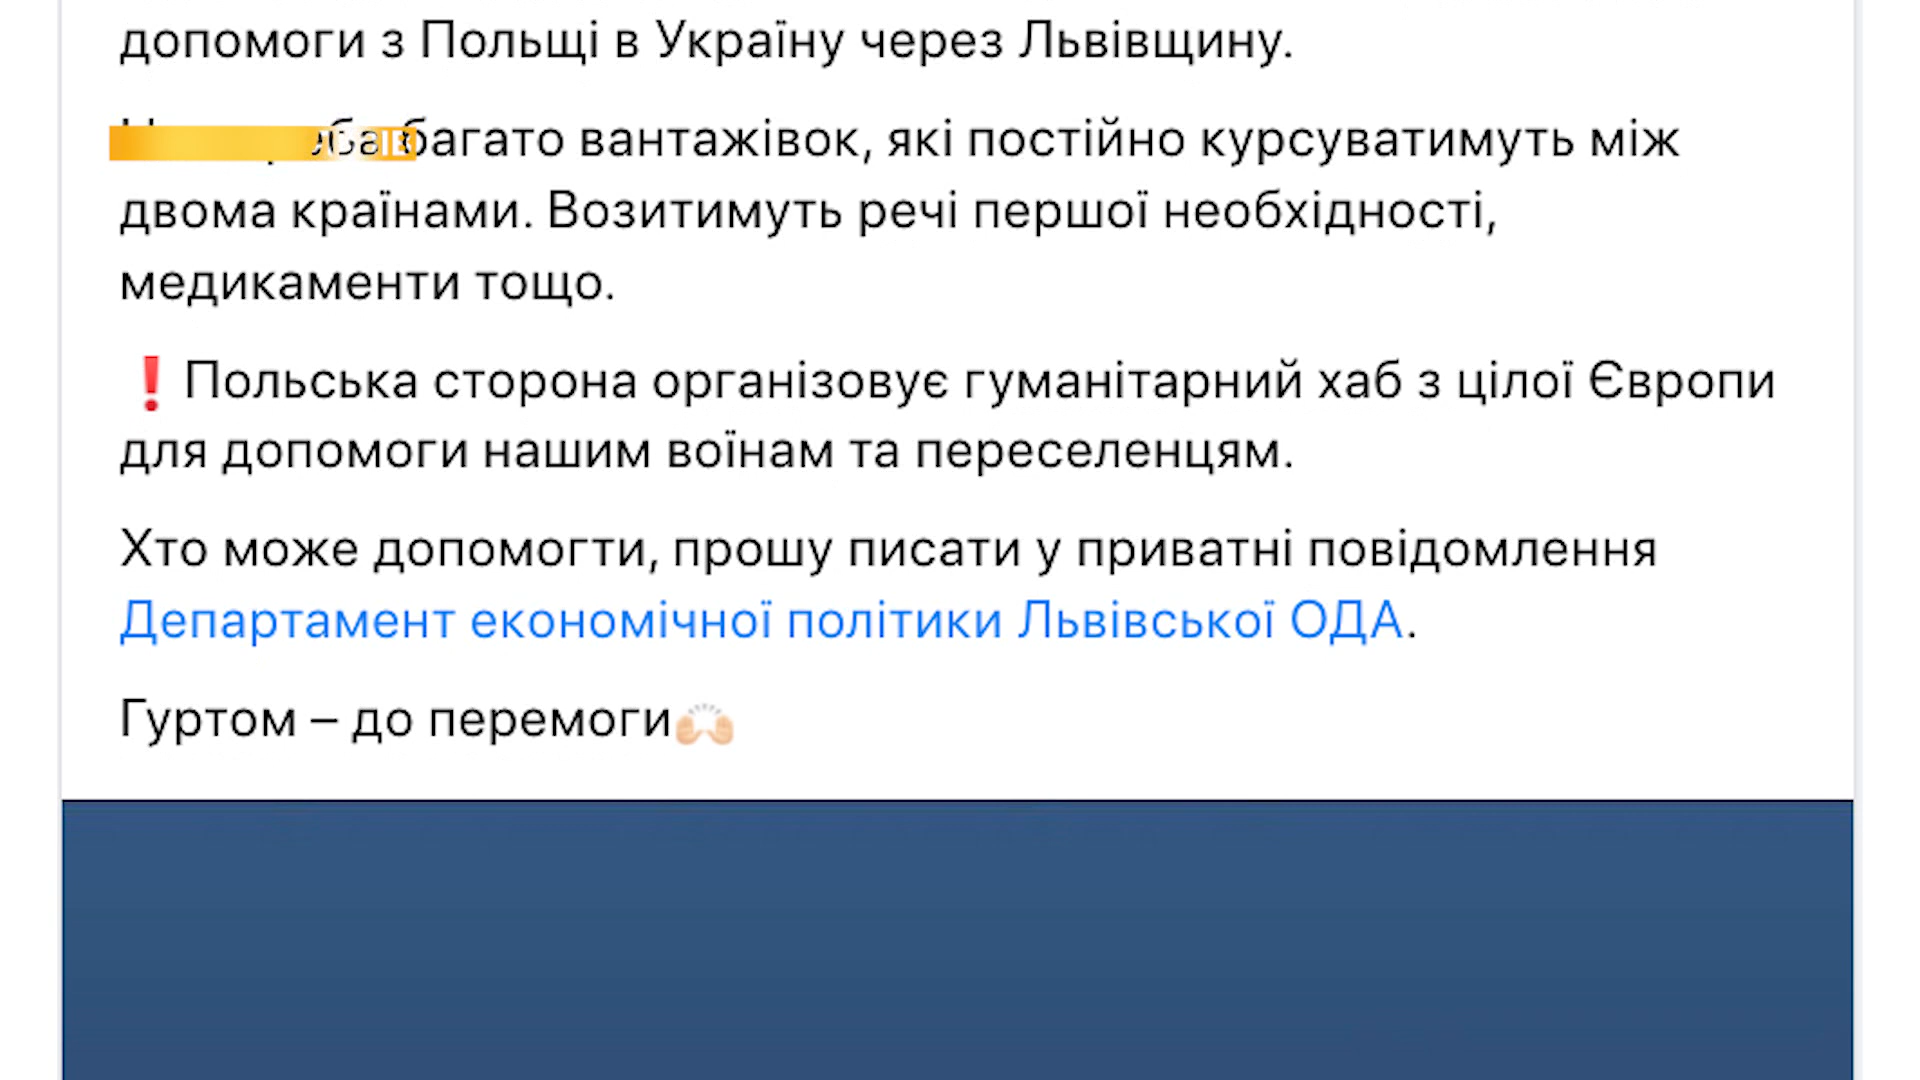 допомоги з Польщі в Україну через Львівщину.
багато вантажівок, які постійно курсуватимуть між
двома країнами. Возитимуть речі першої необхідності,
медикаменти тощо.
❗Польська сторона організовує гуманітарний хаб з цілої Європи
для допомоги нашим воїнам та переселенцям.
Хто може допомогти, прошу писати у приватні повідомлення
Департамент економічної політики Львівської ОДА.
Гуртом – до перемоги🙌🏻